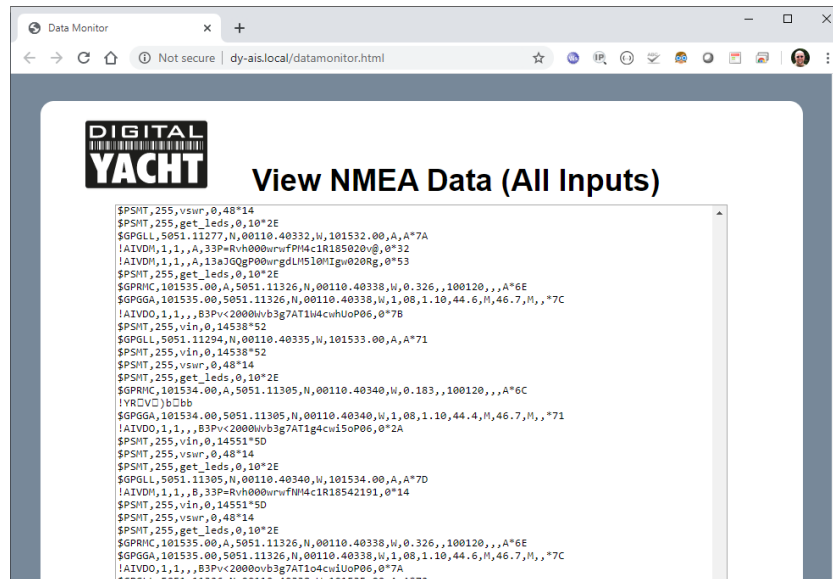 Data Monitor
Not secure | dy-ais.local/datamonitor.html
DIGITAL
YACHT
View NMEA Data (All Inputs)
$PSMT,255,vswr,0,48*14
$PSMT,255,get_leds,0,10*2E
$GPGLL,5051.11277,N,00110.40332,W,101532.00,A,A*7A
!AIVDM,1,1,,A,33P=Rvh000wrwfPM4c1R185020v@,0*32
!AIVDM,1,1,,A,13aJGQgP00wrgdLM5l0MIgw020Rg,0*53
$PSMT,255,get_leds,0,10*2E
$GPRMC,101535.00,A,5051.11326,N,00110.40338,W,0.326,,100120,,,A*6E
$GPGGA,101535.00,5051.11326,N,00110.40338,W,1,08,1.10,44.6,M,46.7,M,,*7C
!AIVDO,1,1,,,B3Pv<2000Wvb3g7AT1W4cwhUoP06,0*7B
$PSMT,255,vin,0,14538*52
$GPGLL,5051.11294,N,00110.40335,W,101533.00,A,A*71
$PSMT,255,vin,0,14538*52
$PSMT,255,vswr,0,48*14
$PSMT,255,get_leds,0,10*2E
$GPRMC,101534.00,A,5051.11305,N,00110.40340,W,0.183,,100120,,,A*6C
!YR□V□)b□bb
$GPGGA,101534.00,5051.11305,N,00110.40340,W,1,08,1.10,44.4,M,46.7,M,,*71
!AIVDO,1,1,,,B3Pv<2000Wvb3g7AT1g4cwi5oP06,0*2A
$PSMT,255,vin,0,14551*5D
$PSMT,255,vswr,0,48*14
$PSMT,255,get_leds,0,10*2E
$GPGLL,5051.11305,N,00110.40340,W,101534.00,A,A*7D
!AIVDM,1,1,,B,33P=Rvh000wrwfNM4c1R18542191,0*14
$PSMT,255,vin,0,14551*5D
$PSMT,255,vswr,0,48*14
$PSMT,255,get_leds,0,10*2E
$GPRMC,101535.00,A,5051.11326,N,00110.40338,W,0.326,,100120,,,A*6E
$GPGGA,101535.00,5051.11326,N,00110.40338,W,1,08,1.10,44.6,M,46.7,M,,*7C
!AIVDO,1,1,,,B3Pv<2000ovb3g7AT1o4cwiUoP06,0*7A